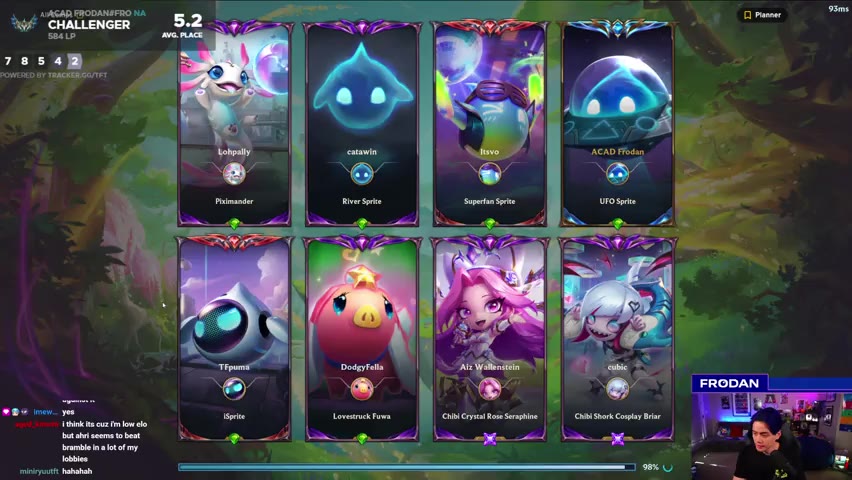 ACAD FRODAN#FRO NA
CHALLENGER
584 LP
5.2
AVG. PLACE
7 8 5 4 2
POWERED BY TRACKER.GG/TFT
Planner
93ms
Lohpally
Piximander
catawin
River Sprite
Itsvo
Superfan Sprite
ACAD Frodan
UFO Sprite
TFpuma
iSprite
DodgyFella
Lovestruck Fuwa
Aiz Wallenstein
Chibi Crystal Rose Seraphine
cubic
Chibi Shork Cosplay Briar
against it
imew...: yes
i think its cuz i'm low elo
but ahri seems to beat
bramble in a lot of my
lobbies
miniryuutft hahahah
98%
FRODAN